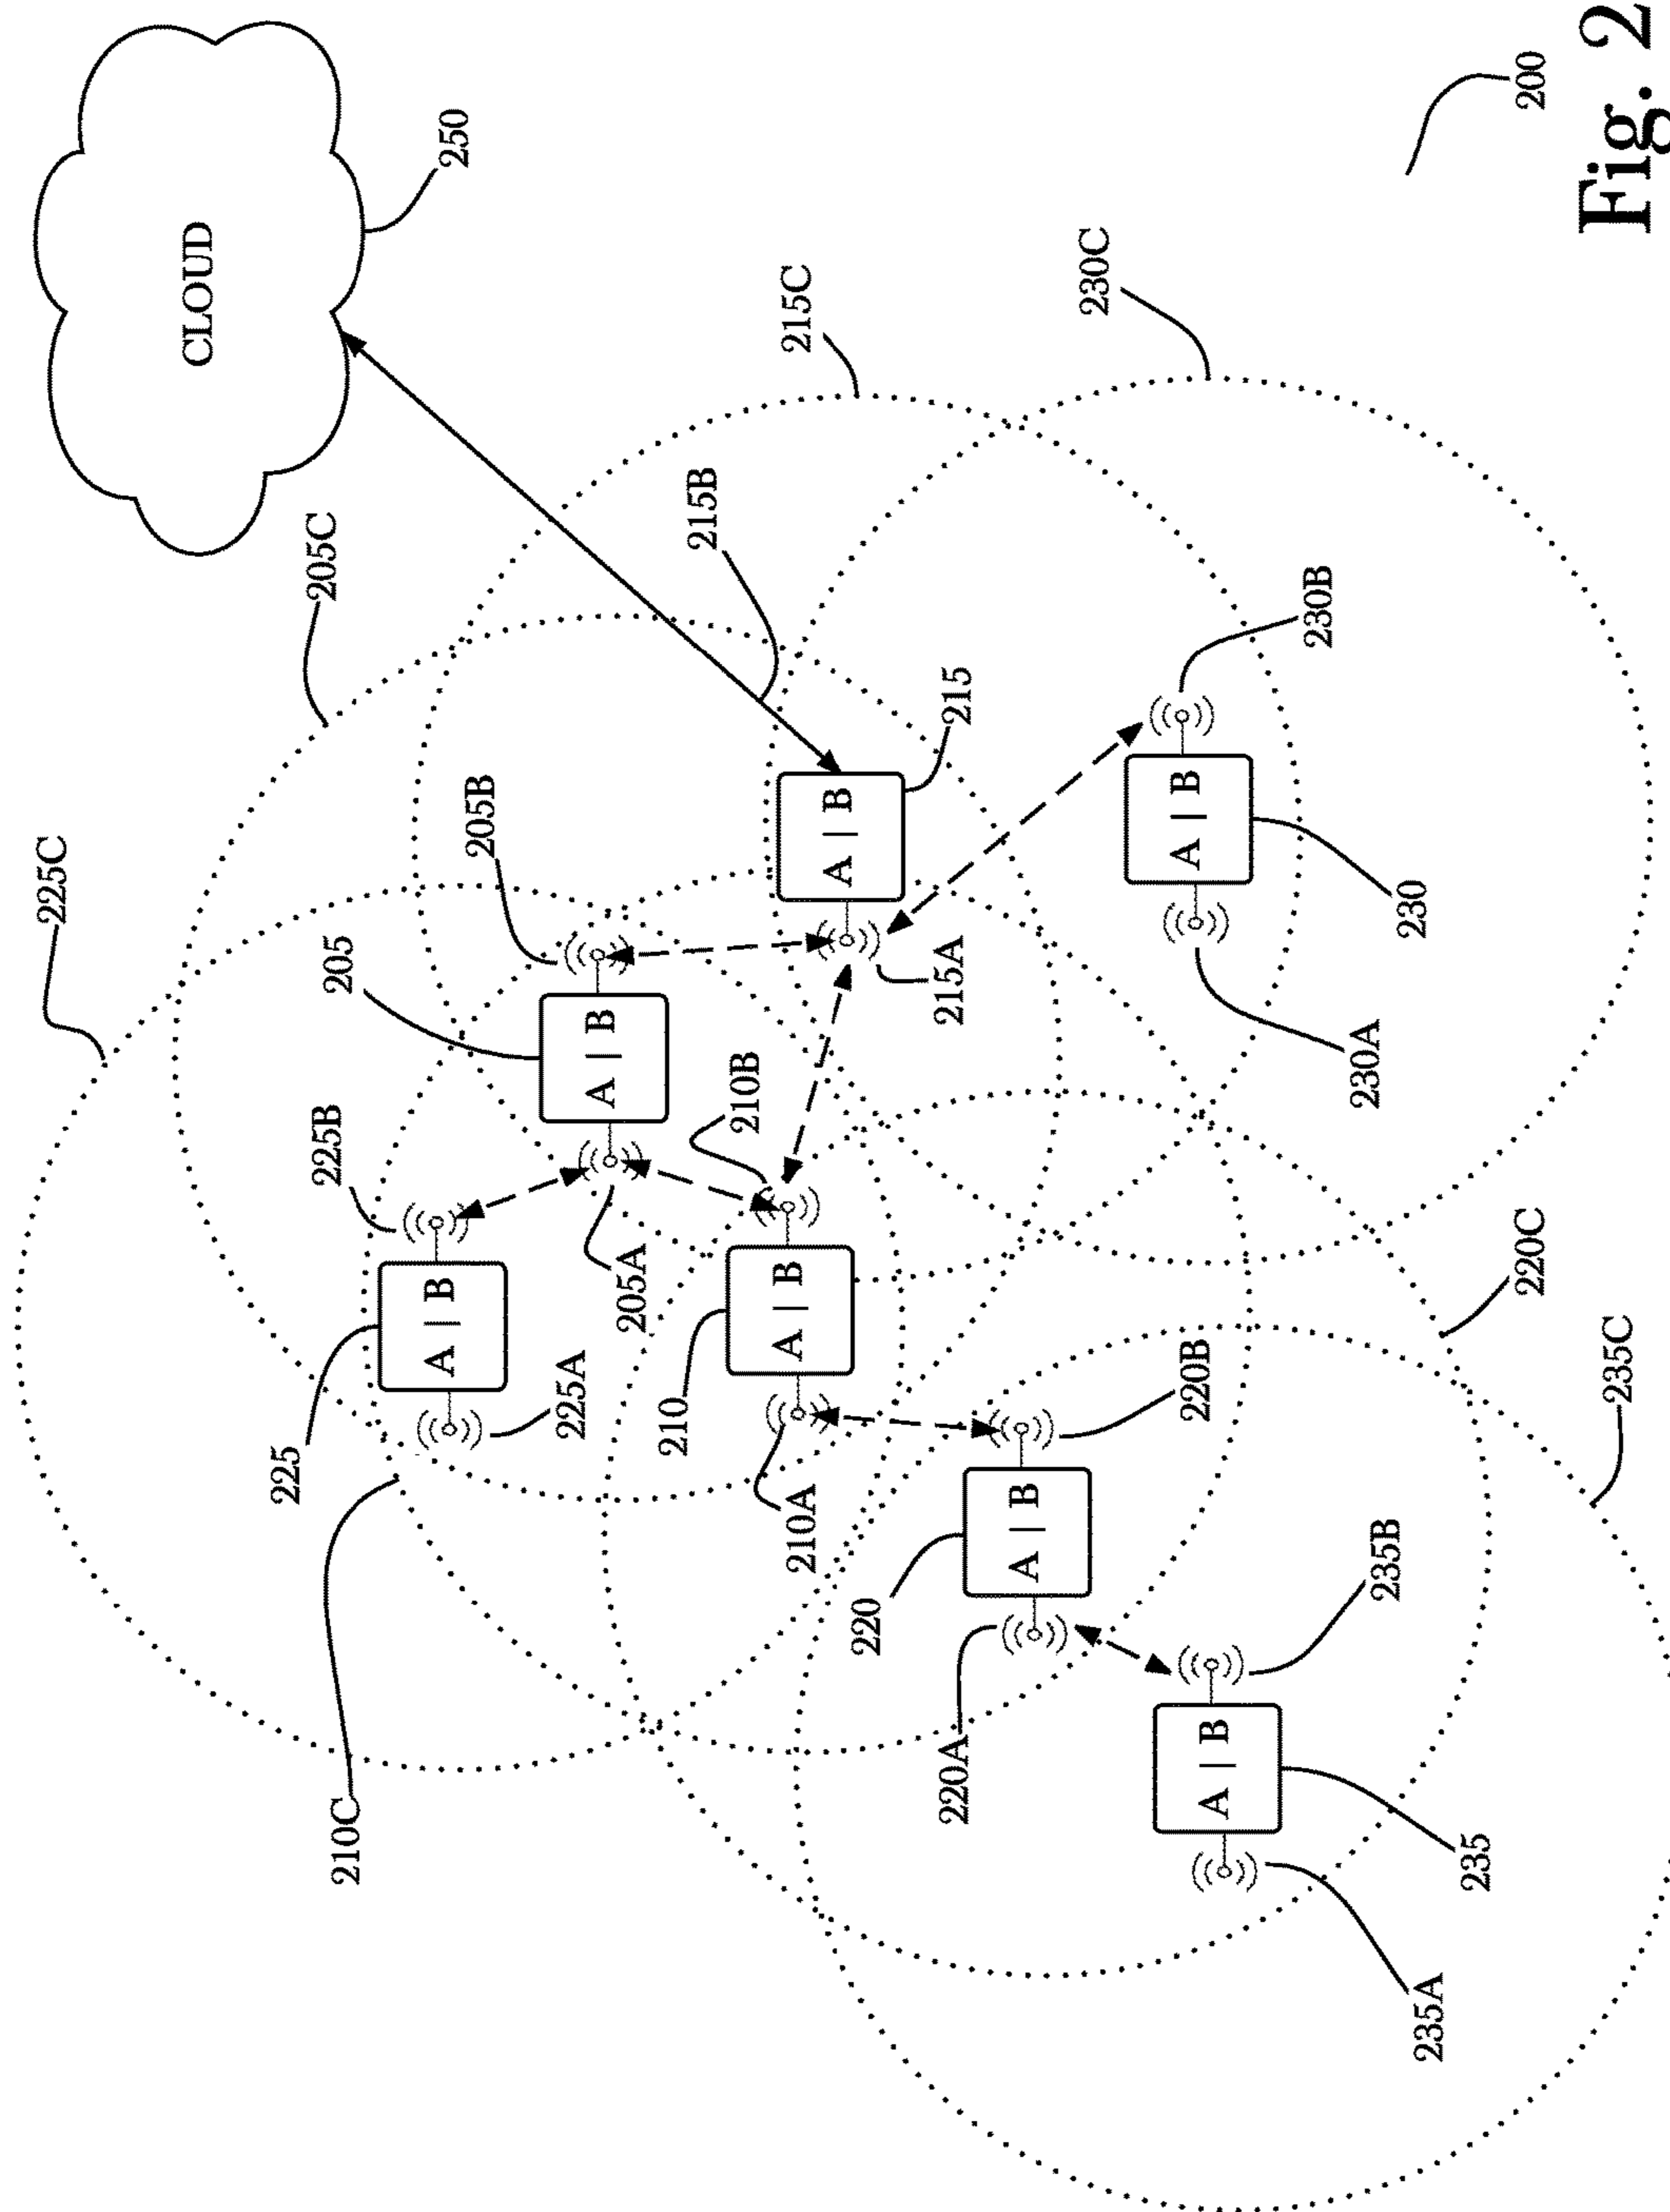 CLOUD
250
225C
205C
205
205B
215B
215C
225
225B
225A
205A
210B
215
215A
230C
210C
210
210A
230B
230
230A
220
220B
220A
220C
235B
235C
235
235A
A | B
A | B
A | B
A | B
A | B
A | B
A | B
200
Fig. 2